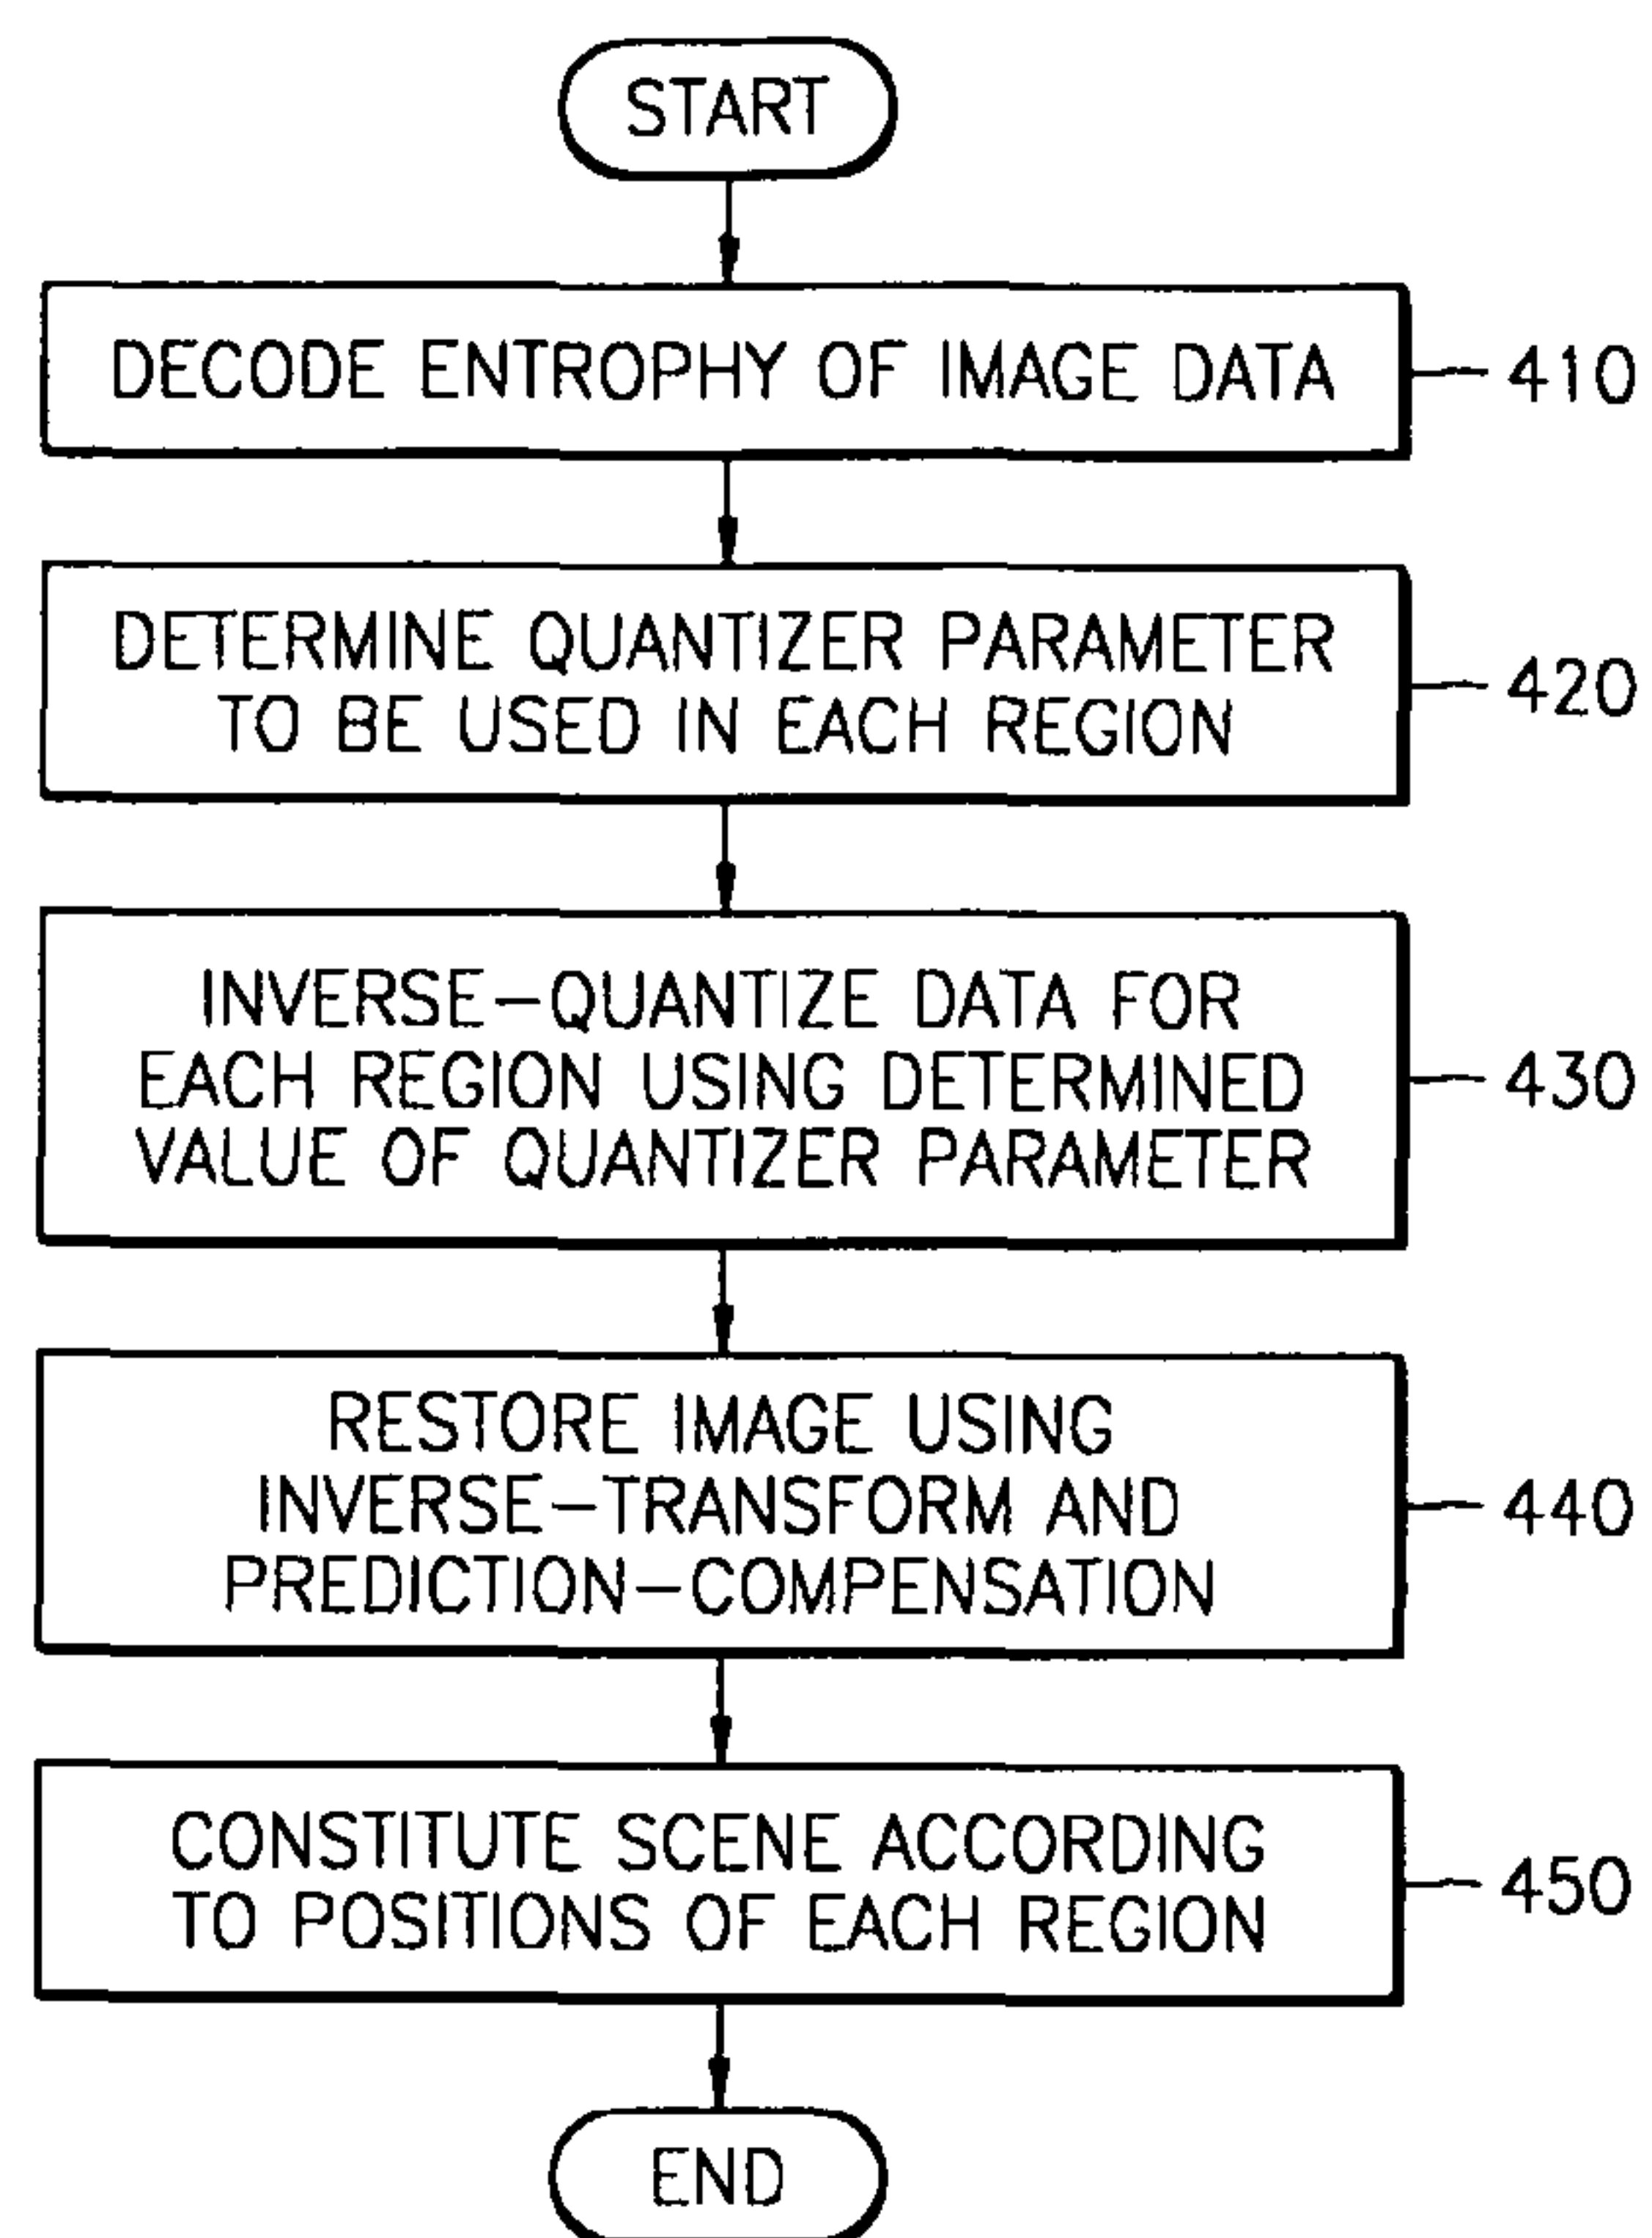 START
DECODE ENTROPHY OF IMAGE DATA
410
DETERMINE QUANTIZER PARAMETER
TO BE USED IN EACH REGION
420
INVERSE-QUANTIZE DATA FOR
EACH REGION USING DETERMINED
VALUE OF QUANTIZER PARAMETER
430
RESTORE IMAGE USING
INVERSE-TRANSFORM AND
PREDICTION-COMPENSATION
440
CONSTITUTE SCENE ACCORDING
TO POSITIONS OF EACH REGION
450
END